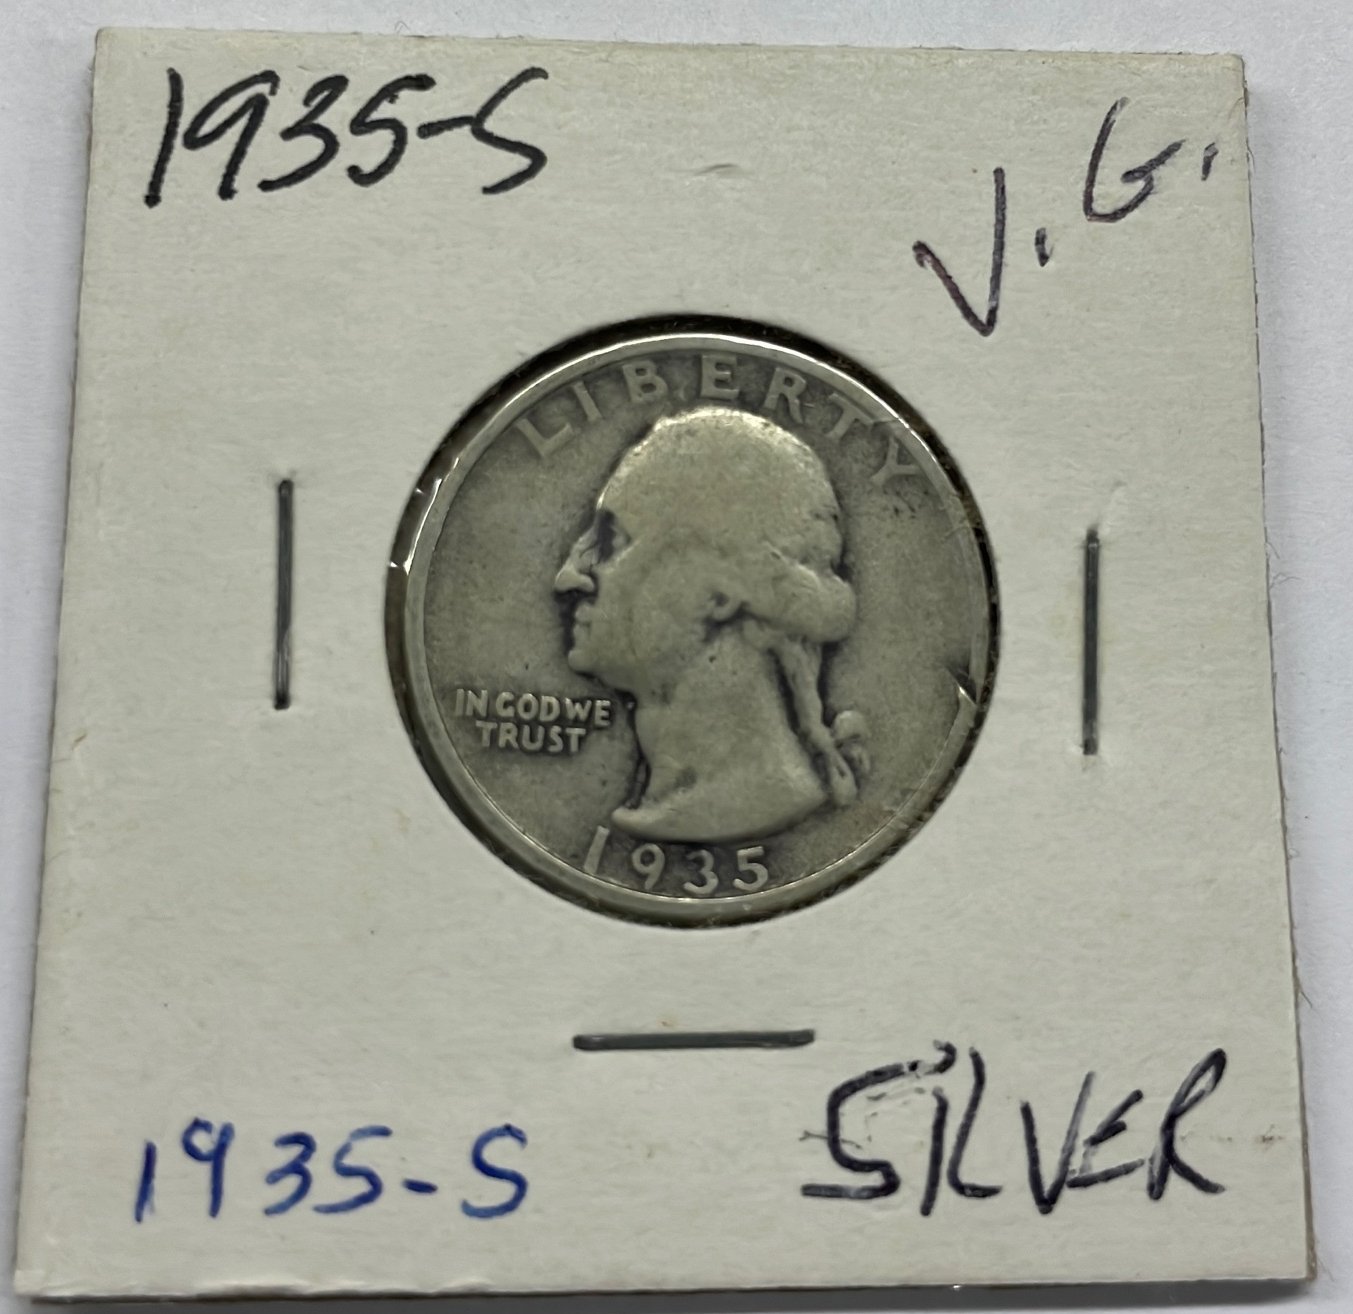 1935-S
V.G.
LIBERTY
IN GOD WE
TRUST
1935
1935-S
SILVER